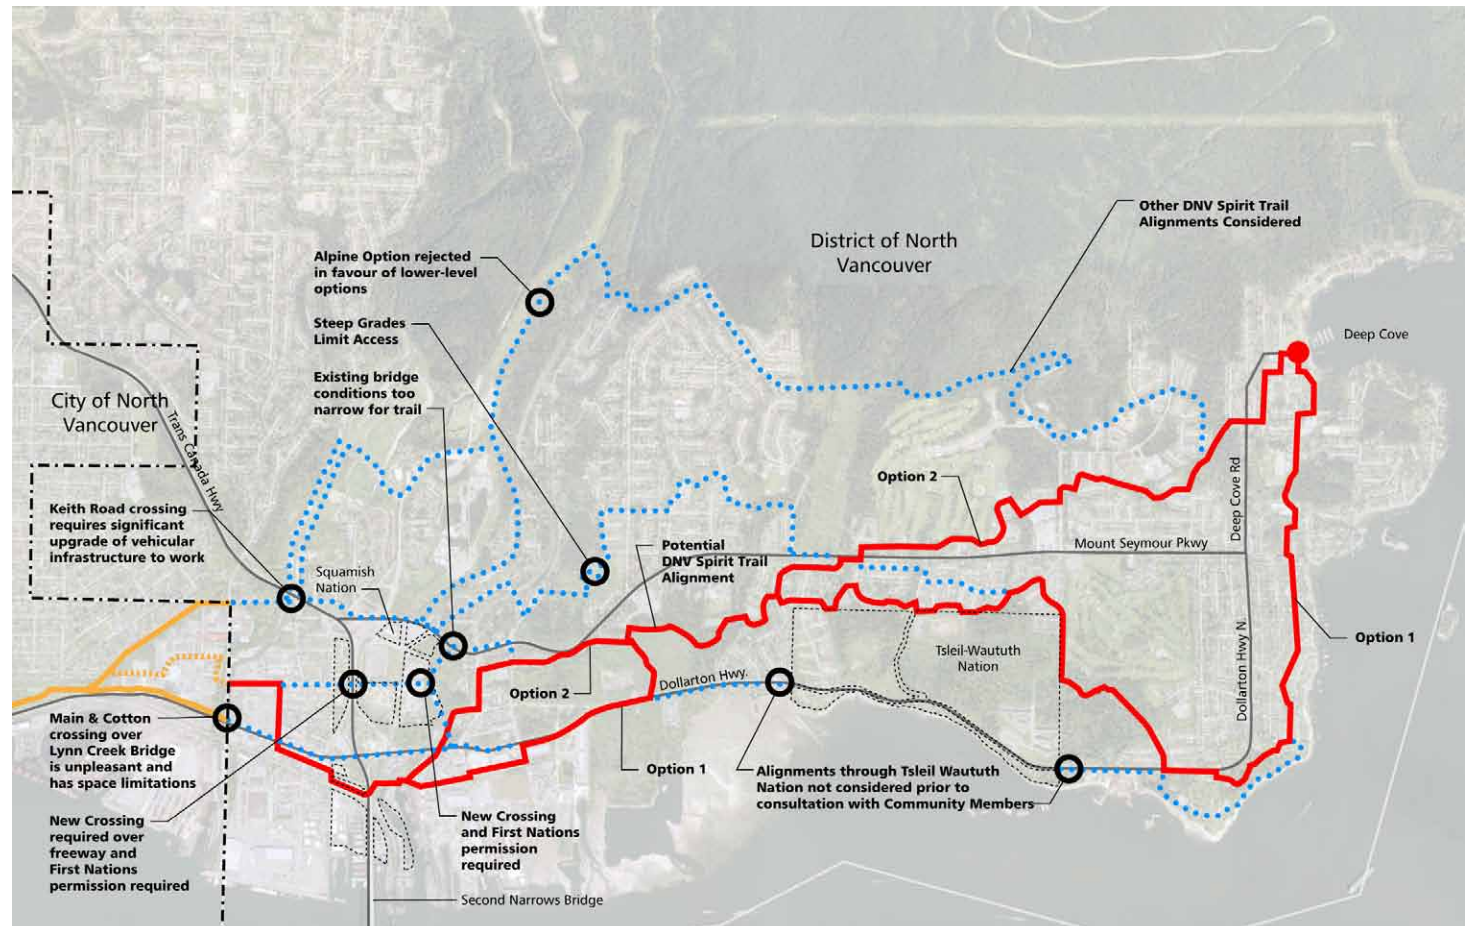 Other DNV Spirit Trail
Alignments Considered
District of North
Vancouver
Alpine Option rejected
in favour of lower-level
options
Steep Grades
Limit Access
Deep Cove
Existing bridge
conditions too
narrow for trail
City of North
Vancouver
Trans Canada Hwy
Option 2
Deep Cove Rd
Keith Road crossing
requires significant
upgrade of vehicular
infrastructure to work
Mount Seymour Pkwy
Potential
DNV Spirit Trail
Alignment
Squamish
Nation
Option 1
Tsleil-Waututh
Nation
Dollarton Hwy.
Option 2
Dollarton Hwy N
Main & Cotton
crossing over
Lynn Creek Bridge
is unpleasant and
has space limitations
Option 1
Alignments through Tsleil Waututh
Nation not considered prior to
consultation with Community Members
New Crossing
required over
freeway and
First Nations
permission required
New Crossing
and First Nations
permission
required
Second Narrows Bridge